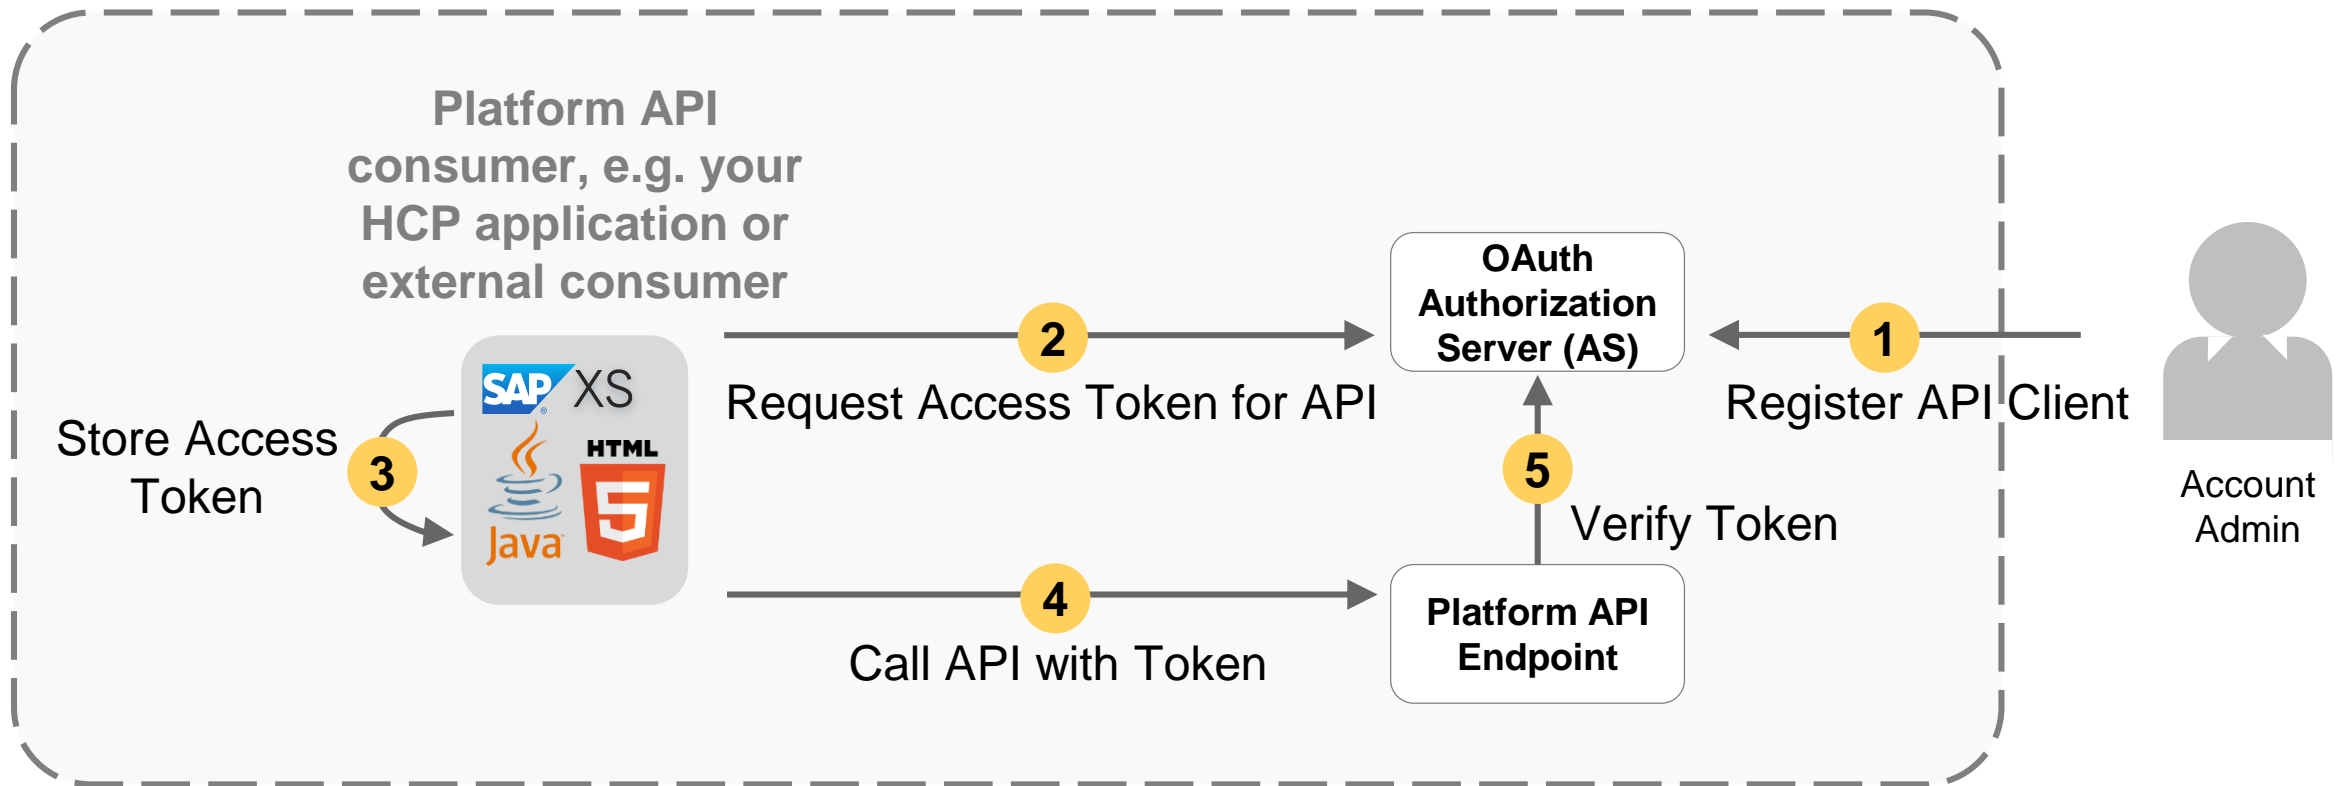 Platform API
consumer, e.g. your
HCP application or
external consumer
SAP® XS
HTML
5
Java™
Store Access
Token
3
2
Request Access Token for API
4
Call API with Token
OAuth
Authorization
Server (AS)
5
Verify Token
Platform API
Endpoint
1
Register API Client
Account
Admin